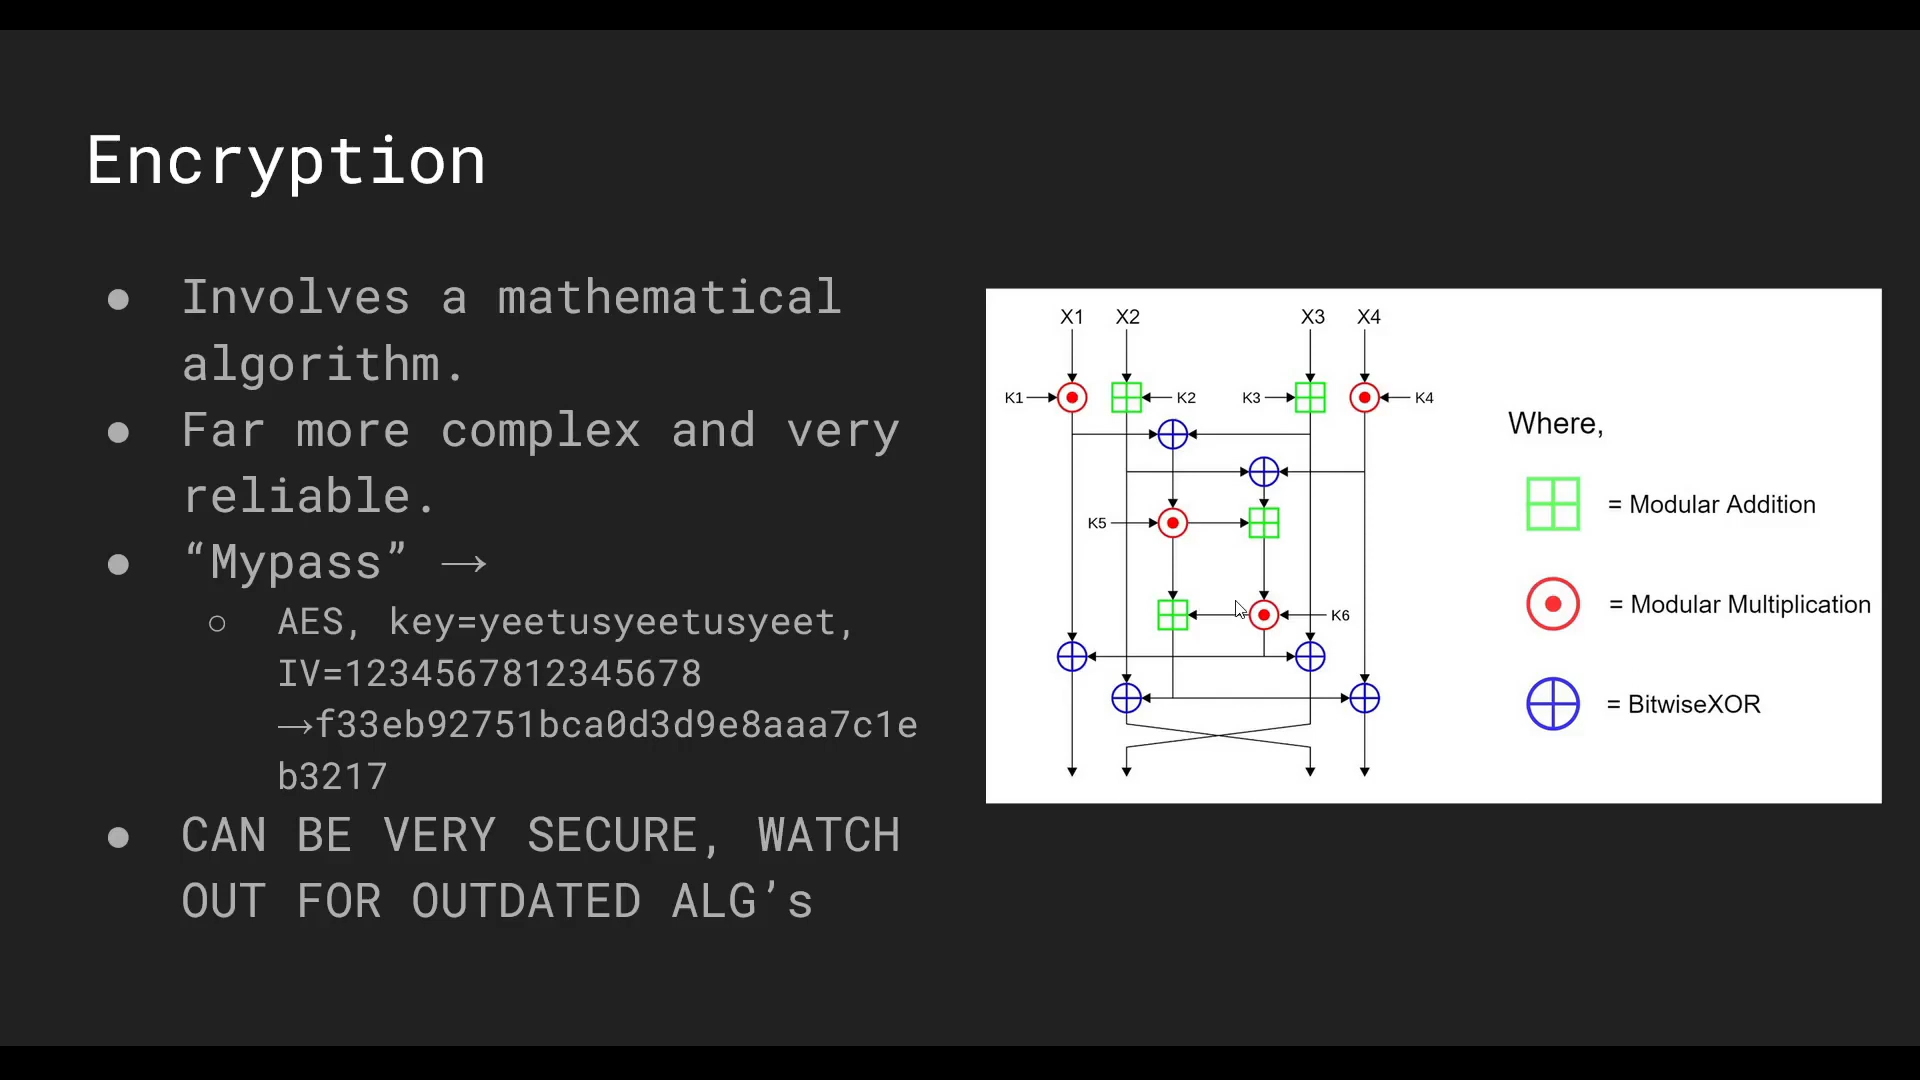 Encryption
● Involves a mathematical
algorithm.
● Far more complex and very
reliable.
● “Mypass” →
○ AES, key=yeetusyeetusyeet,
IV=1234567812345678
→f33eb92751bca0d3d9e8aaa7c1e
b3217
● CAN BE VERY SECURE, WATCH
OUT FOR OUTDATED ALG’s
X1 X2 X3 X4
K1 K2 K3 K4
K5
K6
Where,
= Modular Addition
= Modular Multiplication
= BitwiseXOR